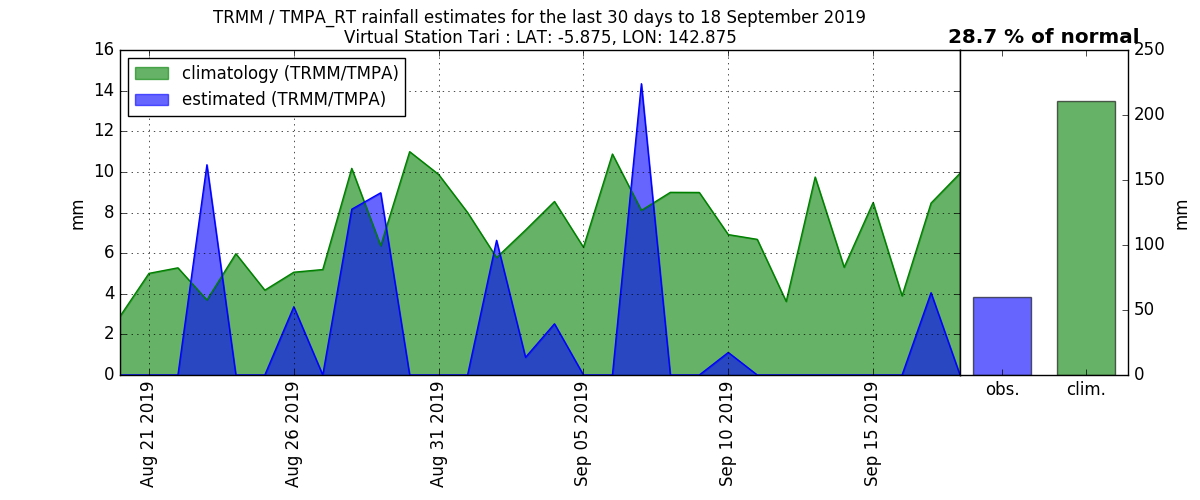 TRMM / TMPA_RT rainfall estimates for the last 30 days to 18 September 2019
Virtual Station Tari : LAT: -5.875, LON: 142.875
28.7 % of normal
climatology (TRMM/TMPA)
estimated (TRMM/TMPA)
mm
16
14
12
10
8
6
4
2
0
Aug 21 2019
Aug 26 2019
Aug 31 2019
Sep 05 2019
Sep 10 2019
Sep 15 2019
250
200
150
100
50
0
mm
obs.
clim.